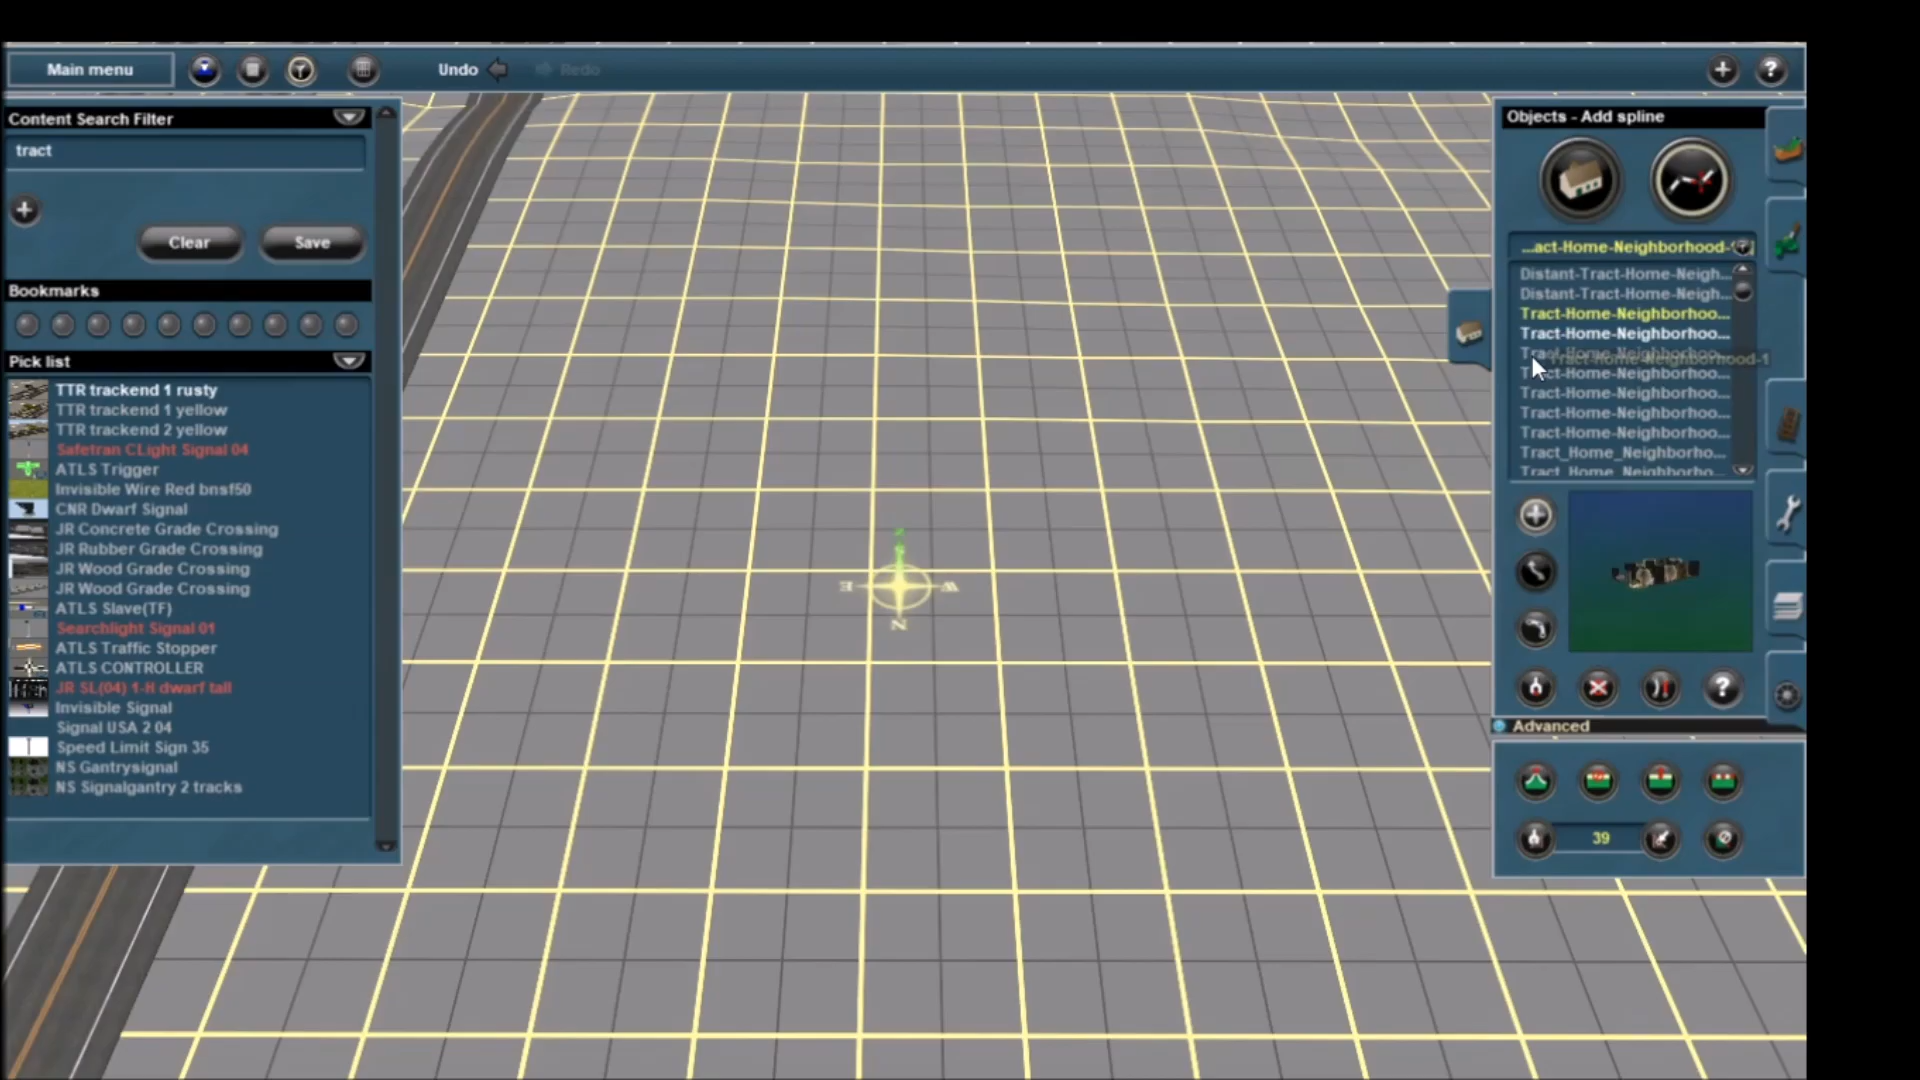 Main menu
Undo
Redo
Content Search Filter
tract
Clear
Save
Bookmarks
Pick list
TTR trackend 1 rusty
TTR trackend 1 yellow
TTR trackend 2 yellow
Safetran CLight Signal 04
ATLS Trigger
Invisible Wire Red bnsf50
CNR Dwarf Signal
JR Concrete Grade Crossing
JR Rubber Grade Crossing
JR Wood Grade Crossing
JR Wood Grade Crossing
ATLS Slave(TF)
Searchlight Signal 01
ATLS Traffic Stopper
ATLS CONTROLLER
JR SL(04) 1-H dwarf tall
Invisible Signal
Signal USA 2 04
Speed Limit Sign 35
NS Gantrysignal
NS Signalgantry 2 tracks
E
W
N
Objects - Add spline
...act-Home-Neighborhood-
Distant-Tract-Home-Neigh...
Distant-Tract-Home-Neigh...
Tract-Home-Neighborhoo...
Tract-Home-Neighborhoo...
Tract-Home-Neighborhood-1
Tract-Home-Neighborhoo...
Tract-Home-Neighborhoo...
Tract-Home-Neighborhoo...
Tract-Home-Neighborhoo...
Tract_Home_Neighborho...
Tract_Home_Neighborho...
Advanced
39